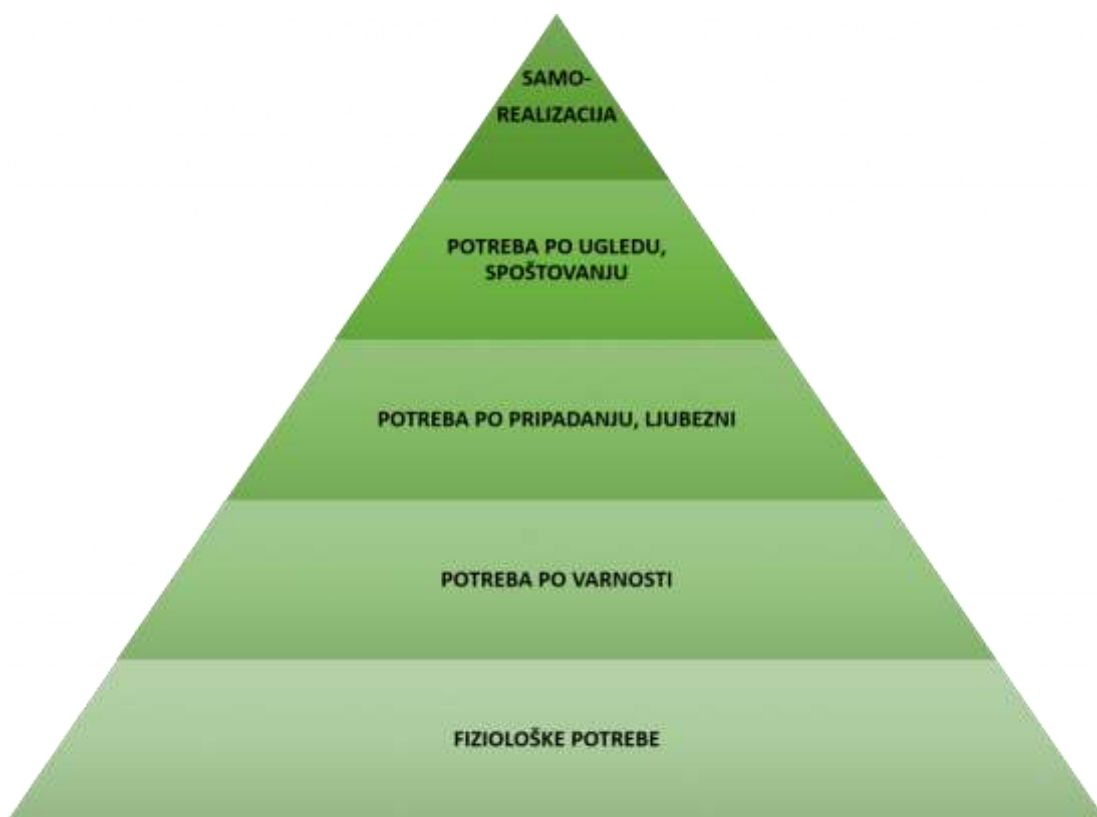 SAMO-
REALIZACIJA
POTREBA PO UGLEDU,
SPOŠTOVANJU
POTREBA PO PRIPADANJU, LJUBEZNI
POTREBA PO VARNOSTI
FIZIOLOŠKE POTREBE